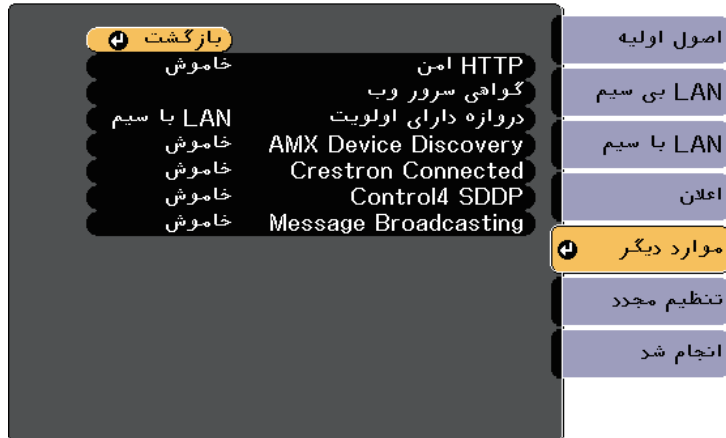 اصول اولیه
LAN بی سیم
LAN با سیم
اعلان
موارد دیگر
تنظیم مجدد
انجام شد
بازگشت
HTTP امن خاموش
گواهی سرور وب
دروازه دارای اولویت LAN با سیم
AMX Device Discovery خاموش
Crestron Connected خاموش
Control4 SDDP خاموش
Message Broadcasting خاموش